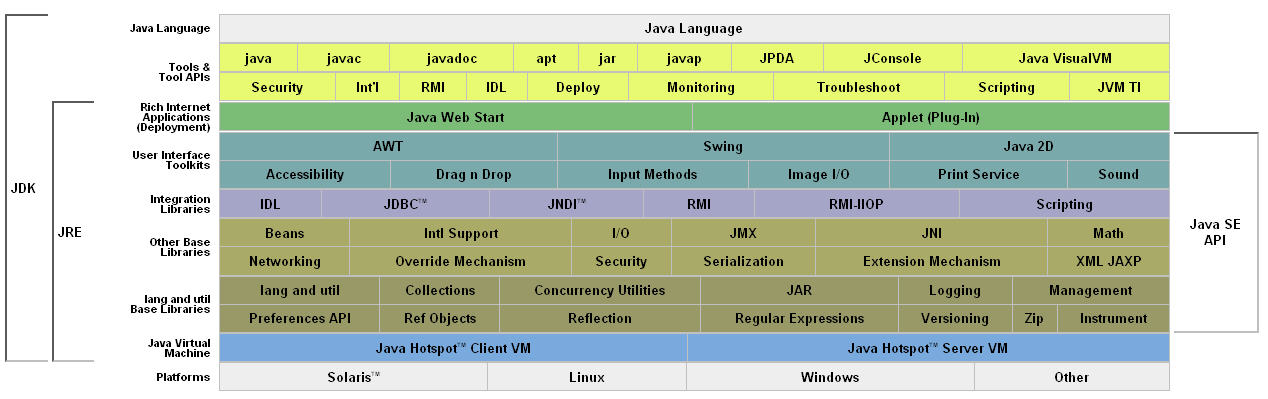 Java Language Java Language
java javac javadoc apt jar javap JPDA JConsole Java VisualVM
Tools &
Tool APIs
Security Int'l RMI IDL Deploy Monitoring Troubleshoot Scripting JVM TI
Rich Internet
Applications
(Deployment)
Java Web Start Applet (Plug-In)
AWT Swing Java 2D
User Interface
Toolkits
Accessibility Drag n Drop Input Methods Image I/O Print Service Sound
JDK
Integration
Libraries
IDL JDBC™ JNDI™ RMI RMI-IIOP Scripting
JRE
Java SE
API
Beans Intl Support I/O JMX JNI Math
Other Base
Libraries
Networking Override Mechanism Security Serialization Extension Mechanism XML JAXP
lang and util Collections Concurrency Utilities JAR Logging Management
lang and util
Base Libraries
Preferences API Ref Objects Reflection Regular Expressions Versioning Zip Instrument
Java Virtual
Machine
Java Hotspot™ Client VM Java Hotspot™ Server VM
Platforms Solaris™ Linux Windows Other